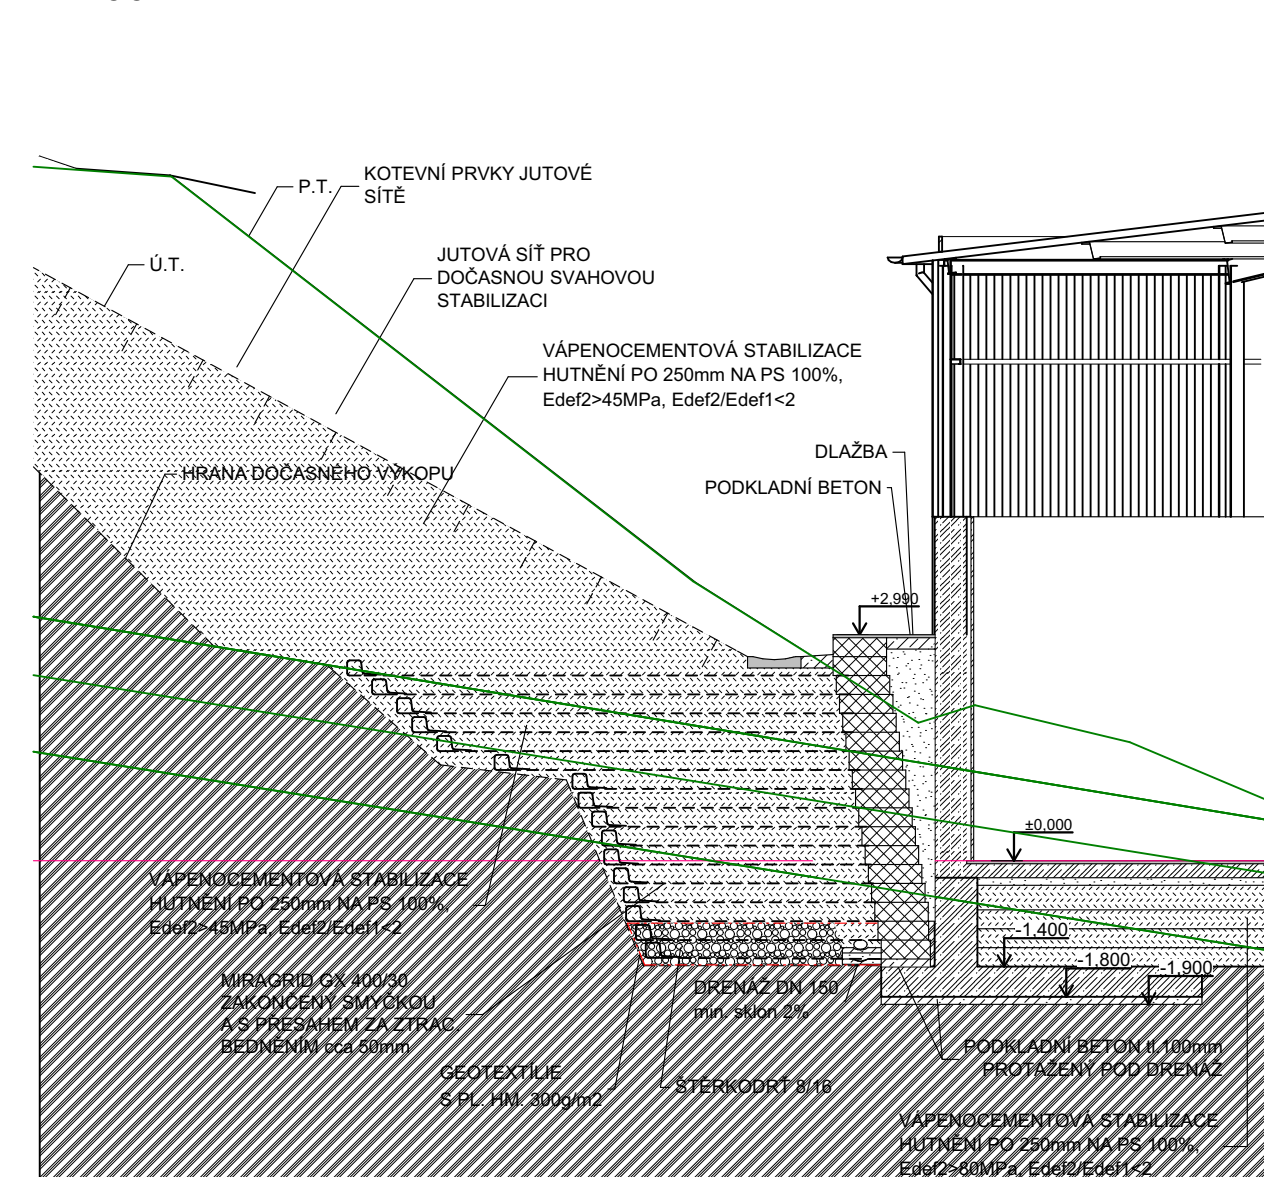 P.T.
KOTEVNÍ PRVKY JUTOVÉ
SÍTĚ
Ú.T.
JUTOVÁ SÍŤ PRO
DOČASNOU SVAHOVOU
STABILIZACI
VÁPENOCEMENTOVÁ STABILIZACE
HUTNĚNÍ PO 250mm NA PS 100%,
Edef2>45MPa, Edef2/Edef1<2
DLAŽBA
HRANA DOČASNÉHO VÝKOPU
PODKLADNÍ BETON
+2,990
±0,000
VÁPENOCEMENTOVÁ STABILIZACE
HUTNĚNÍ PO 250mm NA PS 100%,
Edef2>45MPa, Edef2/Edef1<2
-1,400
-1,800
-1,900
MIRAGRID GX 400/30
ZAKONČENÝ SMYČKOU
A S PŘESAHEM ZA ZTRAC.
BEDNĚNÍM cca 50mm
DRENÁŽ DN 150
min. sklon 2%
PODKLADNÍ BETON tl.100mm
PROTAŽENÝ POD DRENÁŽ
GEOTEXTÍLIE
S PL. HM. 300g/m2
ŠTĚRKODRŤ 8/16
VÁPENOCEMENTOVÁ STABILIZACE
HUTNĚNÍ PO 250mm NA PS 100%,
Edef2>80MPa, Edef2/Edef1<2